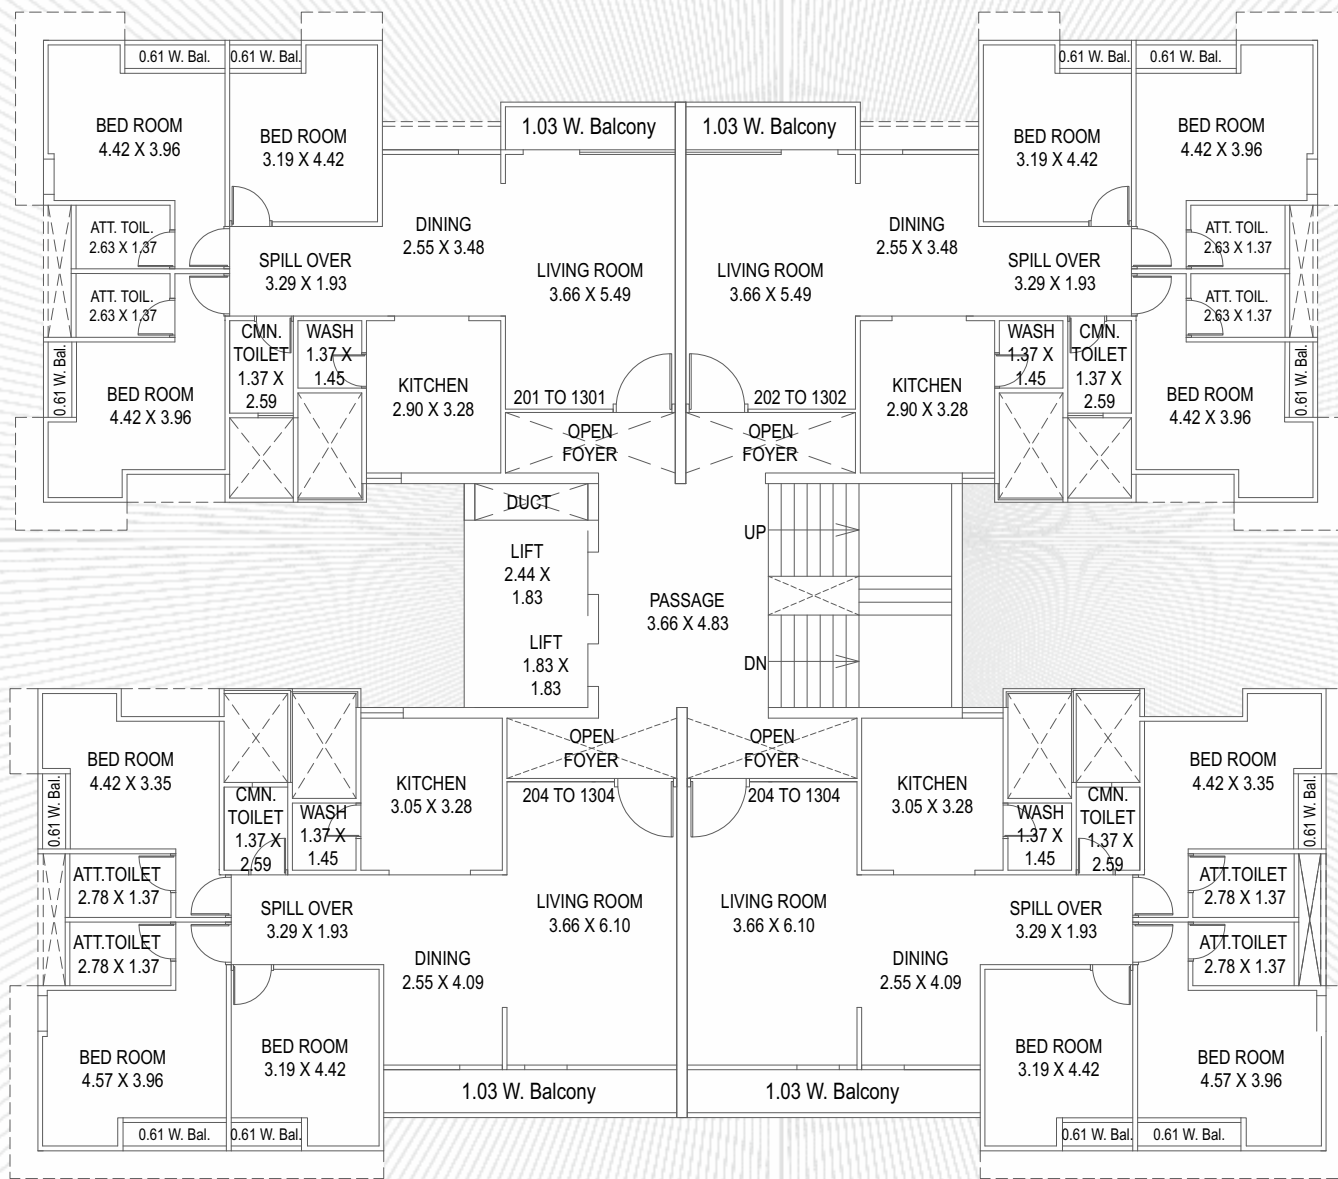 0.61 W. Bal.
0.61 W. Bal.
0.61 W. Bal.
0.61 W. Bal.
1.03 W. Balcony
1.03 W. Balcony
BED ROOM
4.42 X 3.96
BED ROOM
3.19 X 4.42
BED ROOM
3.19 X 4.42
BED ROOM
4.42 X 3.96
ATT. TOIL.
2.63 X 1.37
DINING
2.55 X 3.48
DINING
2.55 X 3.48
ATT. TOIL.
2.63 X 1.37
SPILL OVER
3.29 X 1.93
LIVING ROOM
3.66 X 5.49
LIVING ROOM
3.66 X 5.49
SPILL OVER
3.29 X 1.93
ATT. TOIL.
2.63 X 1.37
ATT. TOIL.
2.63 X 1.37
CMN.
TOILET
1.37 X
2.59
WASH
1.37 X
1.45
WASH
1.37 X
1.45
CMN.
TOILET
1.37 X
2.59
0.61 W. Bal.
BED ROOM
4.42 X 3.96
KITCHEN
2.90 X 3.28
201 TO 1301
202 TO 1302
KITCHEN
2.90 X 3.28
BED ROOM
4.42 X 3.96
0.61 W. Bal.
OPEN
FOYER
OPEN
FOYER
DUCT
LIFT
2.44 X
1.83
UP
PASSAGE
3.66 X 4.83
LIFT
1.83 X
1.83
DN
OPEN
FOYER
OPEN
FOYER
BED ROOM
4.42 X 3.35
KITCHEN
3.05 X 3.28
204 TO 1304
204 TO 1304
KITCHEN
3.05 X 3.28
BED ROOM
4.42 X 3.35
0.61 W. Bal.
CMN.
TOILET
1.37 X
2.59
WASH
1.37 X
1.45
WASH
1.37 X
1.45
CMN.
TOILET
1.37 X
2.59
0.61 W. Bal.
ATT.TOILET
2.78 X 1.37
ATT.TOILET
2.78 X 1.37
SPILL OVER
3.29 X 1.93
LIVING ROOM
3.66 X 6.10
LIVING ROOM
3.66 X 6.10
SPILL OVER
3.29 X 1.93
ATT.TOILET
2.78 X 1.37
ATT.TOILET
2.78 X 1.37
DINING
2.55 X 4.09
DINING
2.55 X 4.09
BED ROOM
4.57 X 3.96
BED ROOM
3.19 X 4.42
BED ROOM
3.19 X 4.42
BED ROOM
4.57 X 3.96
1.03 W. Balcony
1.03 W. Balcony
0.61 W. Bal.
0.61 W. Bal.
0.61 W. Bal.
0.61 W. Bal.